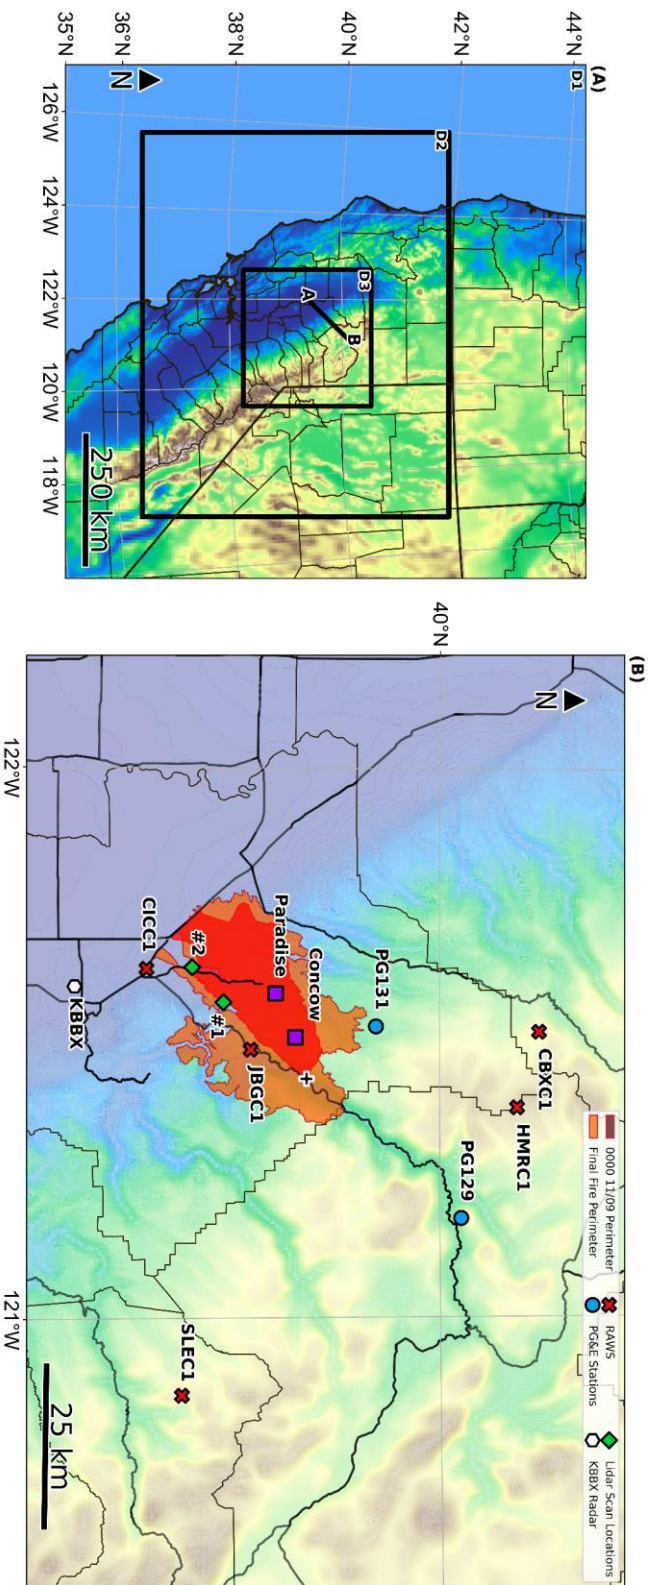 (A)
D1
D2
D3
A
B
N
250 km
44°N
42°N
40°N
38°N
36°N
35°N
126°W
124°W
122°W
120°W
118°W
(B)
N
40°N
122°W
121°W
0000 11/09 Perimeter
Final Fire Perimeter
RAWS
PG&E Stations
Lidar Scan Locations
KBBX Radar
CBXC1
HMRC1
PG131
PG129
Concow
Paradise
+
#2
#1
JBGC1
CICC1
KBBX
SLEC1
25 km